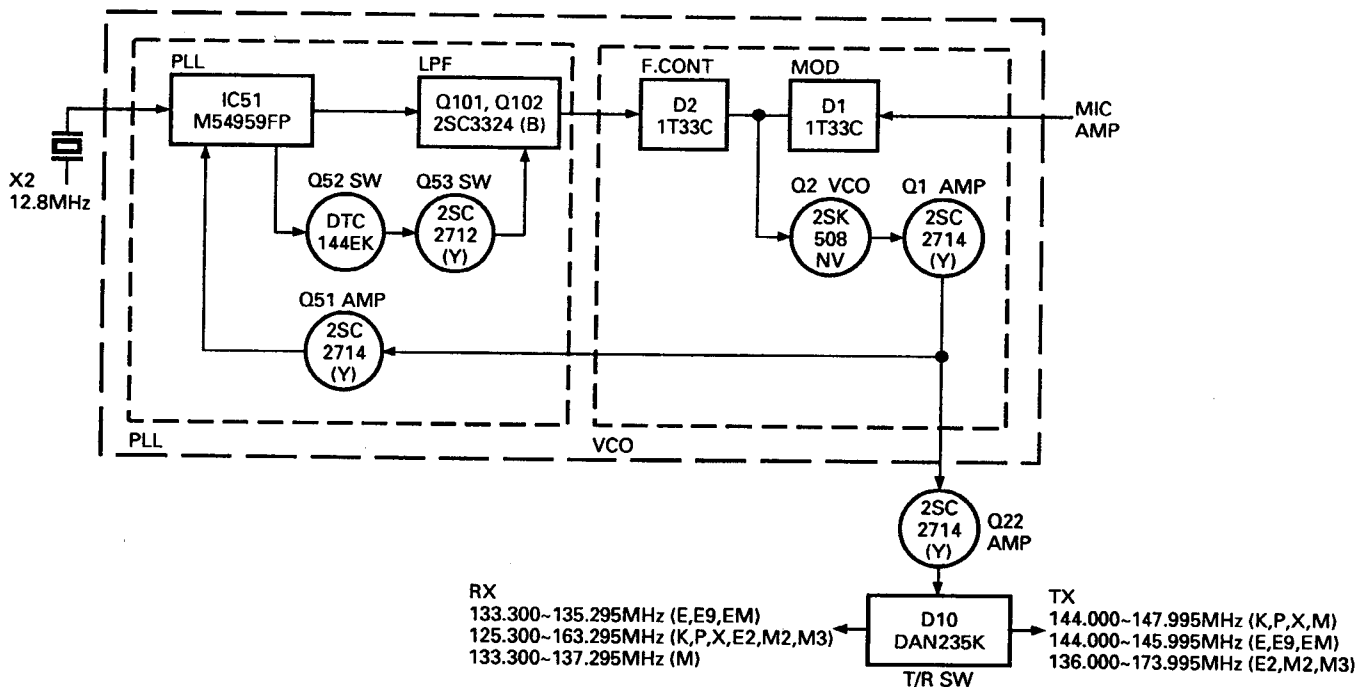 PLL
LPF
F.CONT
MOD
IC51
M54959FP
Q101, Q102
2SC3324 (B)
D2
1T33C
D1
1T33C
MIC
AMP
X2
12.8MHz
Q52 SW
DTC
144EK
Q53 SW
2SC
2712
(Y)
Q2 VCO
2SK
508
NV
Q1 AMP
2SC
2714
(Y)
Q51 AMP
2SC
2714
(Y)
PLL
VCO
2SC
2714
(Y)
Q22
AMP
RX
133.300~135.295MHz (E,E9,EM)
125.300~163.295MHz (K,P,X,E2,M2,M3)
133.300~137.295MHz (M)
D10
DAN235K
T/R SW
TX
144.000~147.995MHz (K,P,X,M)
144.000~145.995MHz (E,E9,EM)
136.000~173.995MHz (E2,M2,M3)